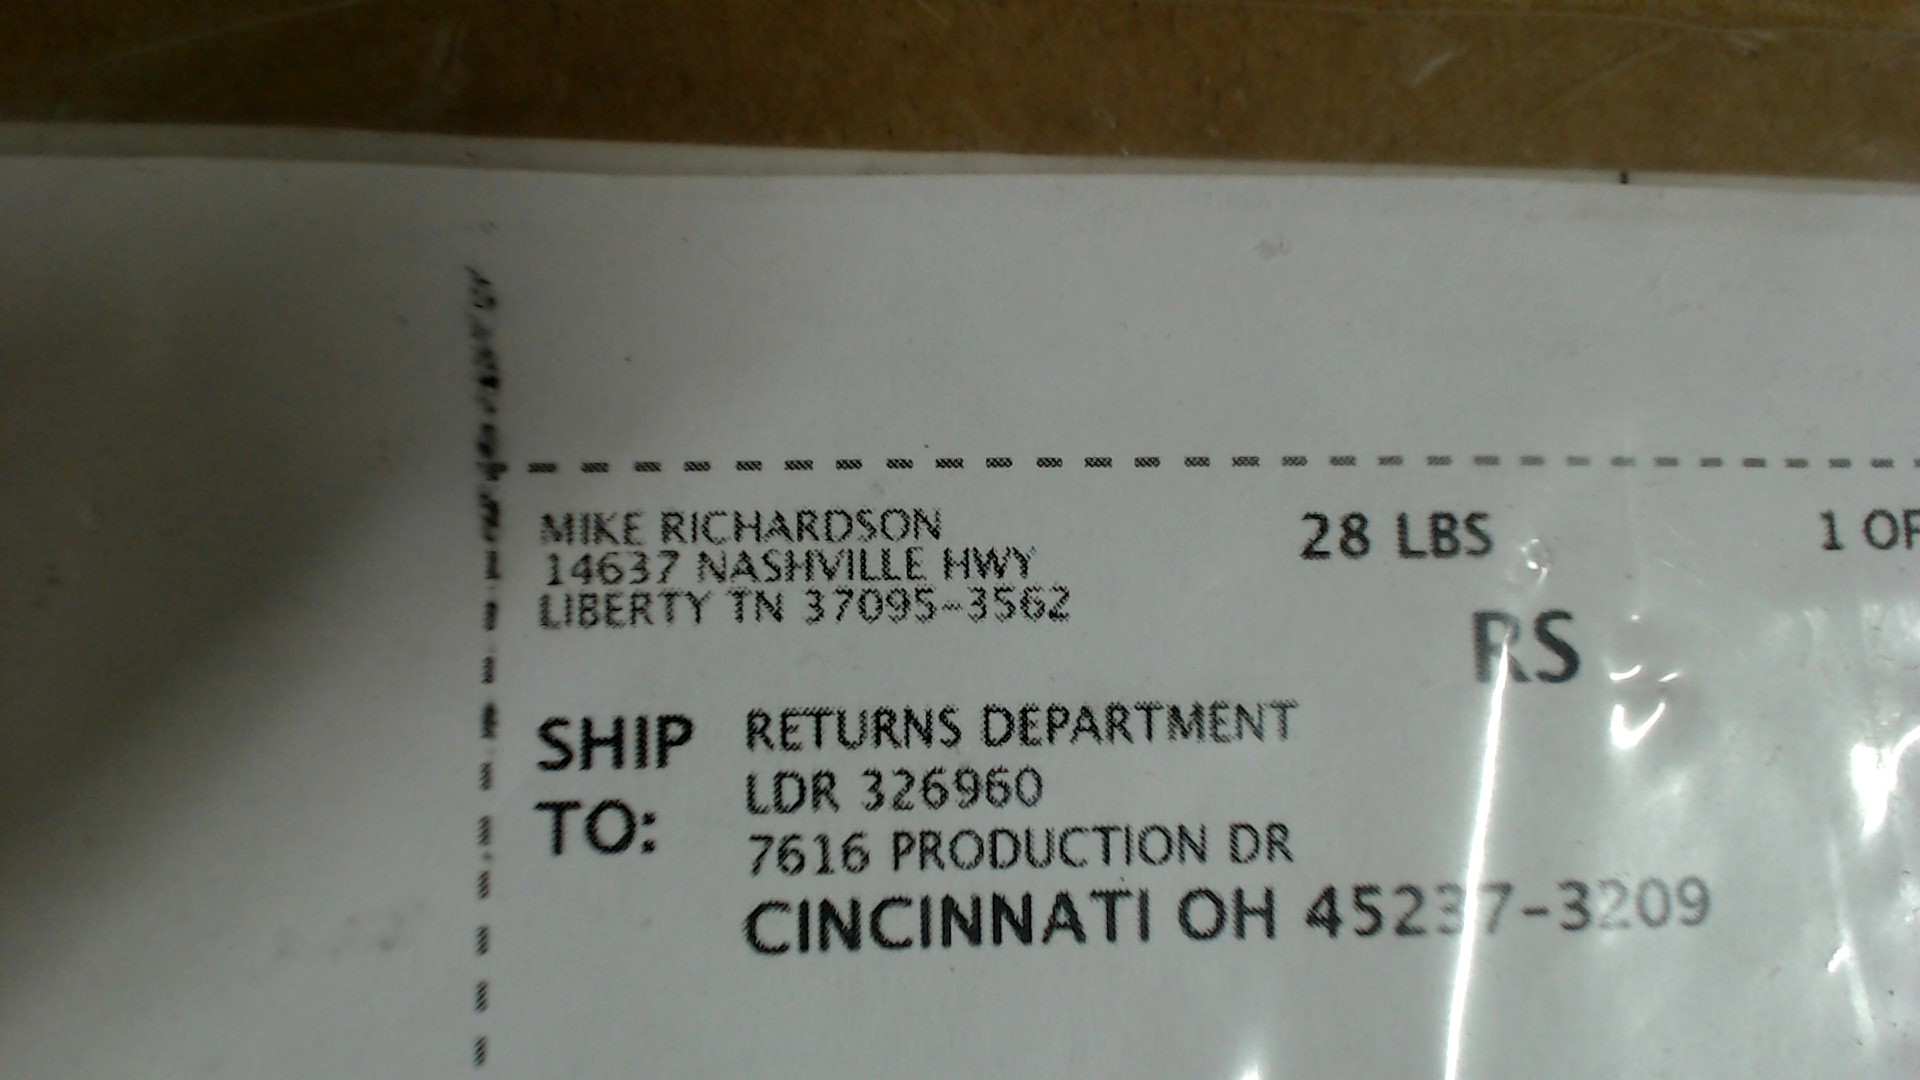 MIKE RICHARDSON
14637 NASHVILLE HWY
LIBERTY TN 37095-3562
28 LBS
1 OF
RS
SHIP TO:
RETURNS DEPARTMENT
LDR 326960
7616 PRODUCTION DR
CINCINNATI OH 45237-3209